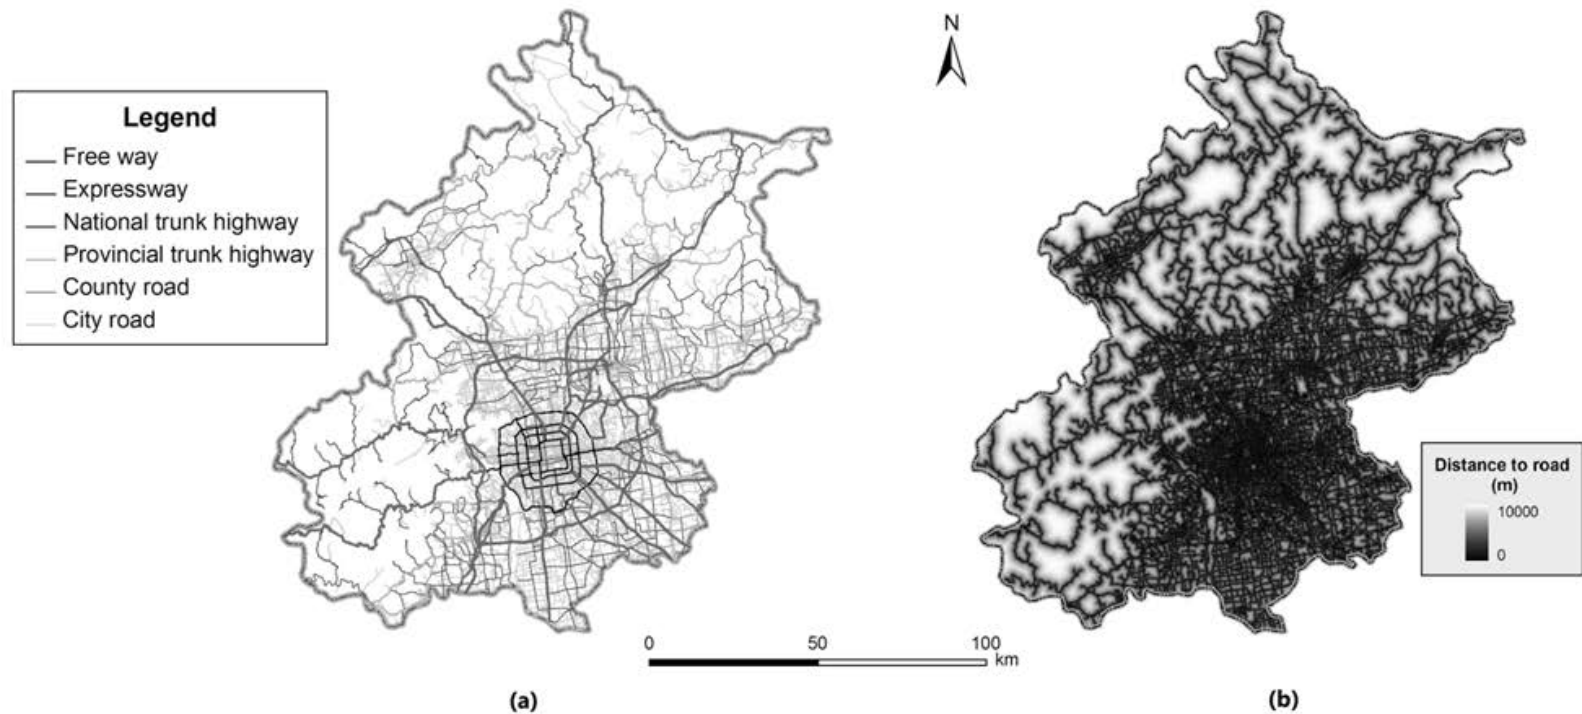 Legend
Free way
Expressway
National trunk highway
Provincial trunk highway
County road
City road
N
Distance to road
(m)
10000
0
0
50
100
km
(a)
(b)